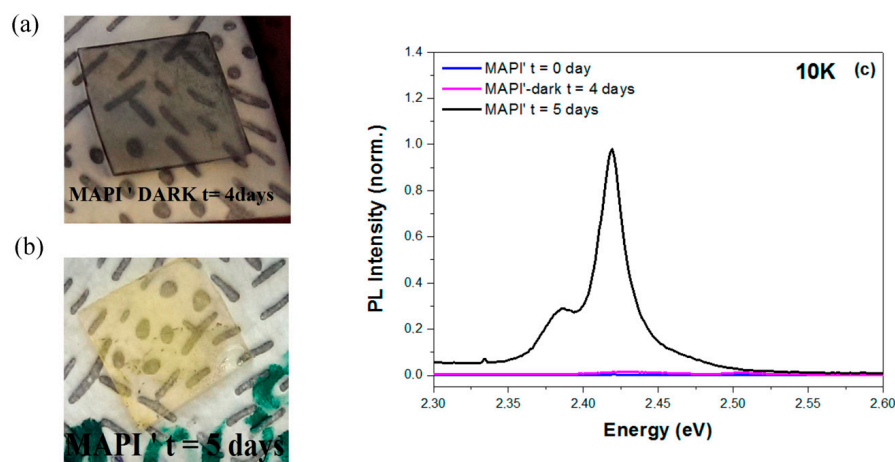 (a)
MAPI ' DARK t= 4days
(b)
MAPI ' t = 5 days
10K (c)
MAPI' t = 0 day
MAPI'-dark t = 4 days
MAPI' t = 5 days
PL Intensity (norm.)
1.4
1.2
1.0
0.8
0.6
0.4
0.2
0.0
2.30 2.35 2.40 2.45 2.50 2.55 2.60
Energy (eV)